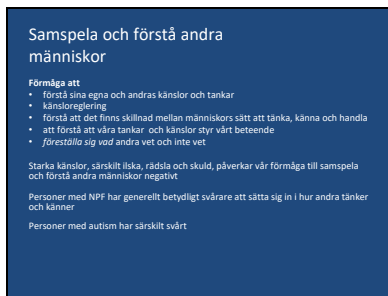 Samspela och förstå andra
människor
Förmåga att
• förstå sina egna och andras känslor och tankar
• känsloreglering
• förstå att det finns skillnad mellan människors sätt att tänka, känna och handla
• att förstå att våra tankar och känslor styr vårt beteende
• föreställa sig vad andra vet och inte vet
Starka känslor, särskilt ilska, rädsla och skuld, påverkar vår förmåga till samspela
och förstå andra människor negativt
Personer med NPF har generellt betydligt svårare att sätta sig in i hur andra tänker
och känner
Personer med autism har särskilt svårt